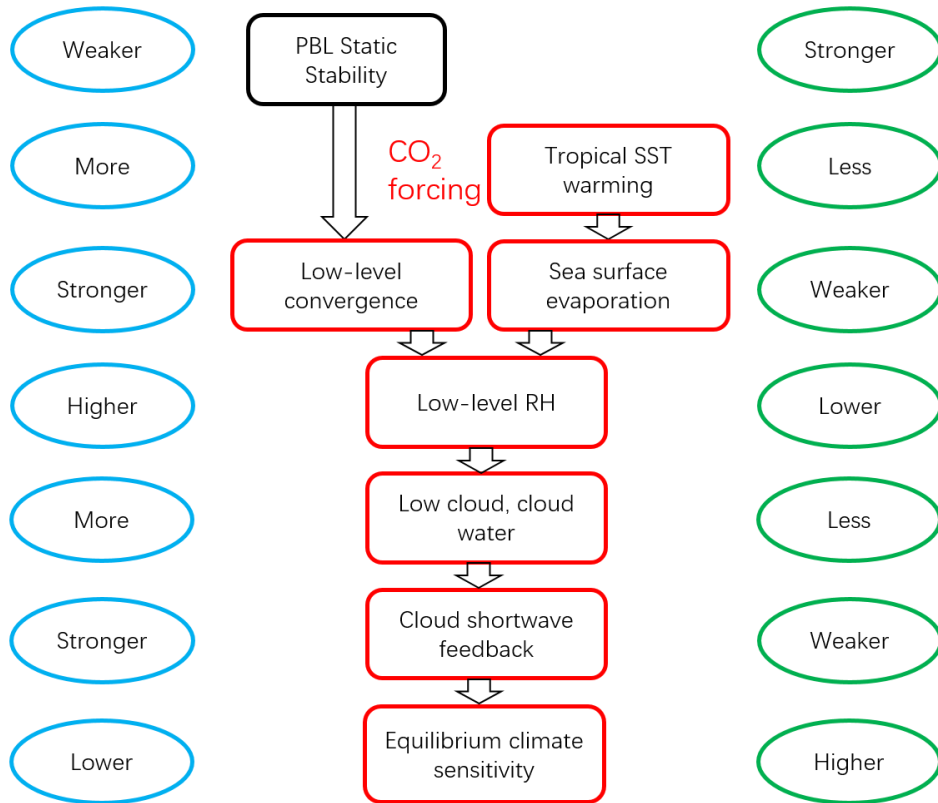 Weaker
PBL Static
Stability
Stronger
More
CO₂
forcing
Tropical SST
warming
Less
Stronger
Low-level
convergence
Sea surface
evaporation
Weaker
Higher
Low-level RH
Lower
More
Low cloud, cloud
water
Less
Stronger
Cloud shortwave
feedback
Weaker
Lower
Equilibrium climate
sensitivity
Higher